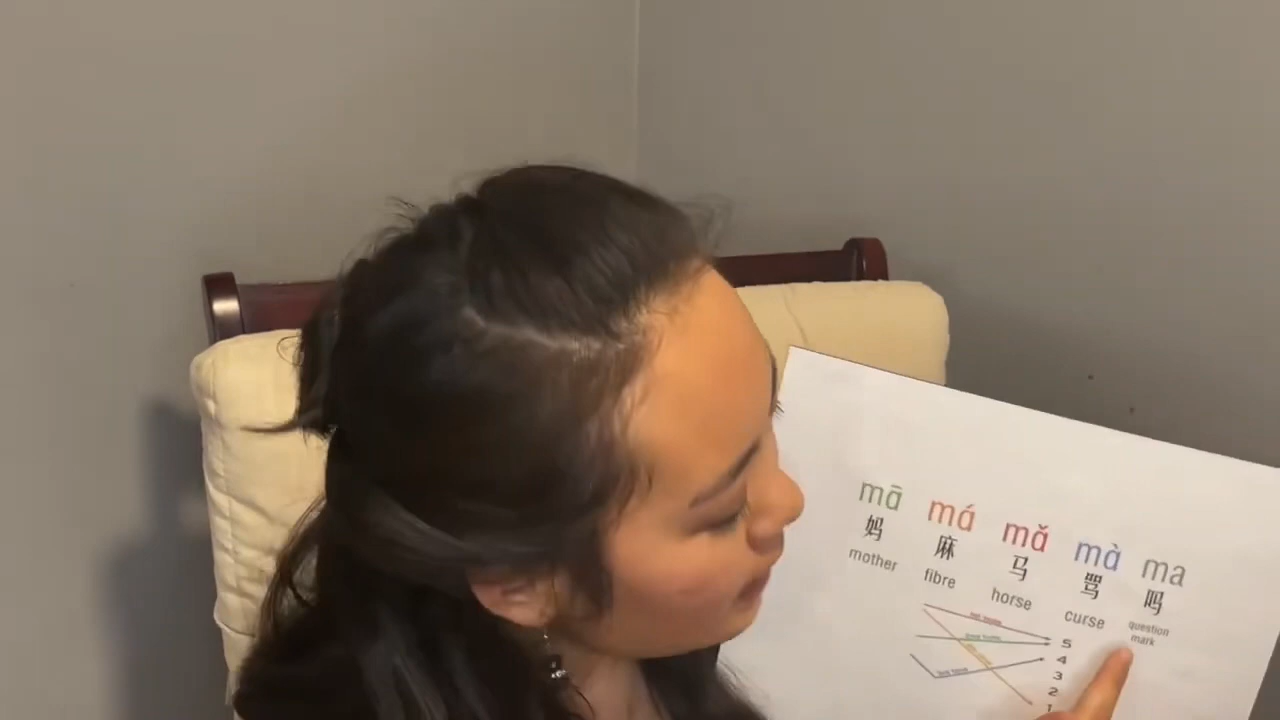 mā má mǎ mà ma
妈 麻 马 骂 吗
mother fibre horse curse question mark
5
4
3
2
1